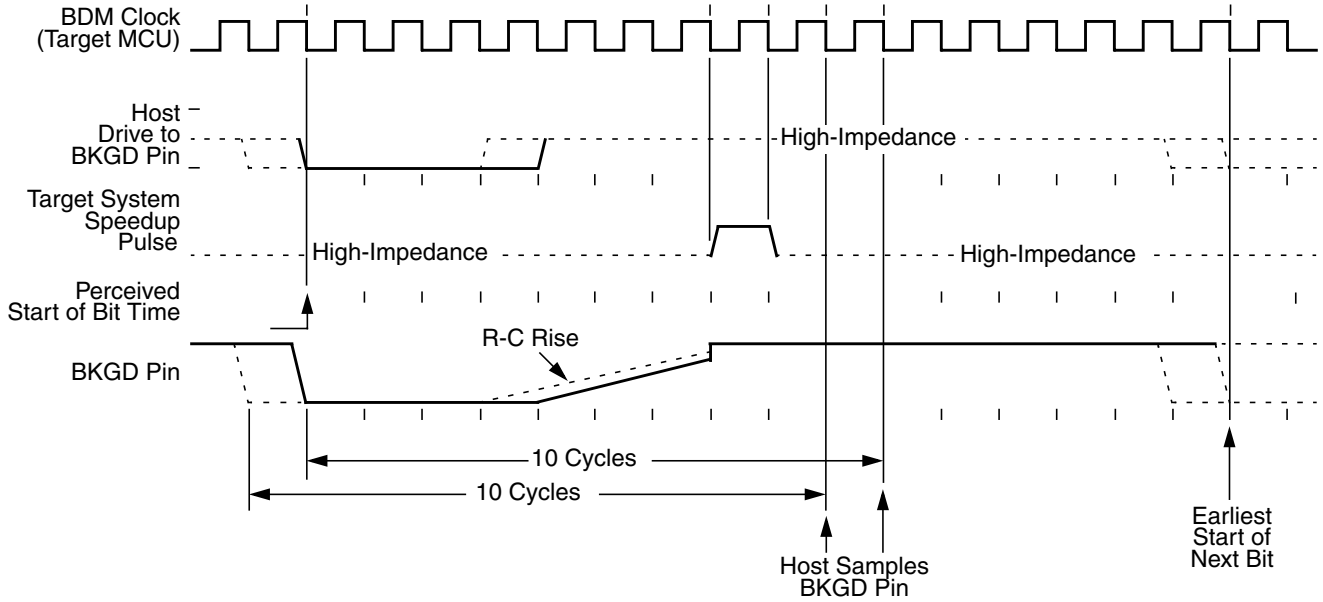 BDM Clock
(Target MCU)
Host
Drive to
BKGD Pin
High-Impedance
Target System
Speedup
Pulse
High-Impedance
High-Impedance
Perceived
Start of Bit Time
R-C Rise
BKGD Pin
10 Cycles
10 Cycles
Earliest
Start of
Next Bit
Host Samples
BKGD Pin